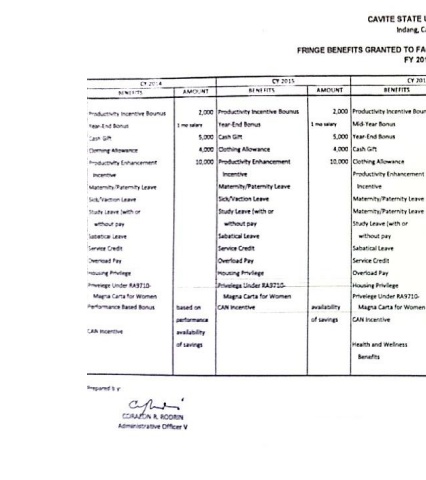 CAVITE STATE
Indang,
FRINGE BENEFITS GRANTED TO
CY 2014 CY 2015
BENEFITS AMOUNT BENEFITS AMOUNT BENEFITS
Productivity Incentive Bounus 2,000 Productivity Incentive Bounus 2,000 Productivity Incentive
Year-End Bonus 1 mo salary Year-End Bonus 1 mo salary Mid-Year Bonus
Cash Gift 5,000 Cash Gift 5,000 Year-End Bonus
Clothing Allowance 4,000 Clothing Allowance 4,000 Cash Gift
Productivity Enhancement 10,000 Productivity Enhancement 10,000 Clothing Allowance
Incentive Incentive Productivity Enhancement
Maternity/Paternity Leave Maternity/Paternity Leave Incentive
Sick/Vaction Leave Sick/Vaction Leave Maternity/Paternity Leave
Study Leave (with or Study Leave (with or Maternity/Paternity Leave
without pay without pay Study Leave (with or
Sabatical Leave Sabatical Leave without pay
Service Credit Service Credit Sabatical Leave
Overload Pay Overload Pay Service Credit
Housing Privilege Housing Privilege Overload Pay
Privelege Under RA9710- Privelege Under RA9710- Housing Privilege
Magna Carta for Women Magna Carta for Women Privelege Under RA9710-
Performance Based Bonus based on CAN Incentive availability Magna Carta for Women
performance of savings CAN Incentive
CAN Incentive availability
of savings Health and Wellness
Benefits
Prepared by:
CORAZON R. RODRIN
Administrative Officer V